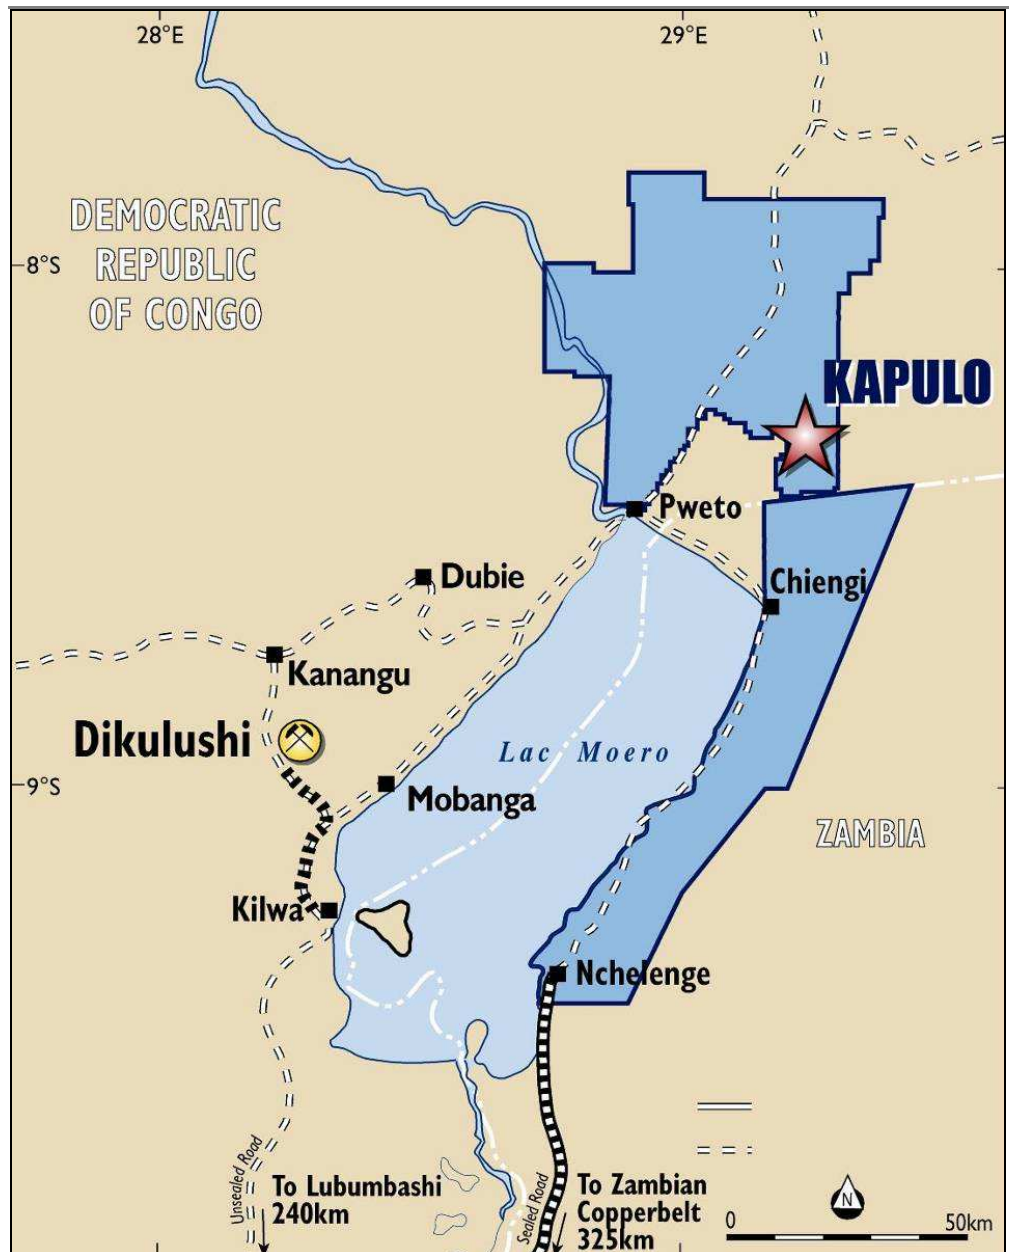 28°E
29°E
DEMOCRATIC
REPUBLIC
OF CONGO
8°S
KAPULO
Pweto
Dubie
Chiengi
Kanangu
Dikulushi
Lac Moero
9°S
Mobanga
ZAMBIA
Kilwa
Nchelenge
Unsealed Road
To Lubumbashi
240km
Sealed Road
To Zambian
Copperbelt
325km
N
0
50km